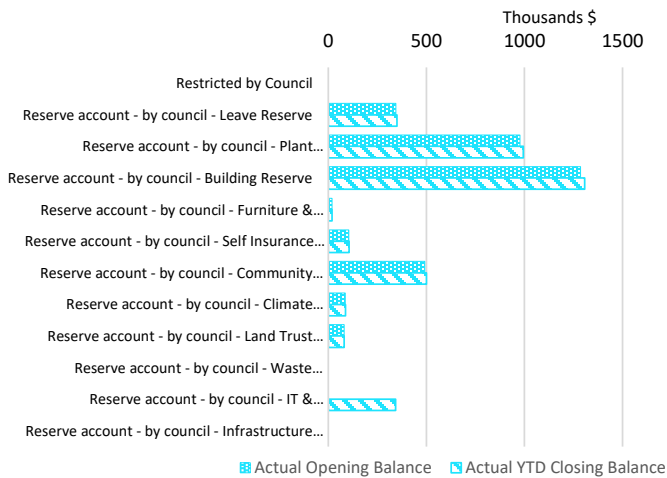 Thousands $
0 500 1000 1500
Restricted by Council
Reserve account - by council - Leave Reserve
Reserve account - by council - Plant...
Reserve account - by council - Building Reserve
Reserve account - by council - Furniture &...
Reserve account - by council - Self Insurance...
Reserve account - by council - Community...
Reserve account - by council - Climate...
Reserve account - by council - Land Trust...
Reserve account - by council - Waste...
Reserve account - by council - IT &...
Reserve account - by council - Infrastructure...
Actual Opening Balance Actual YTD Closing Balance